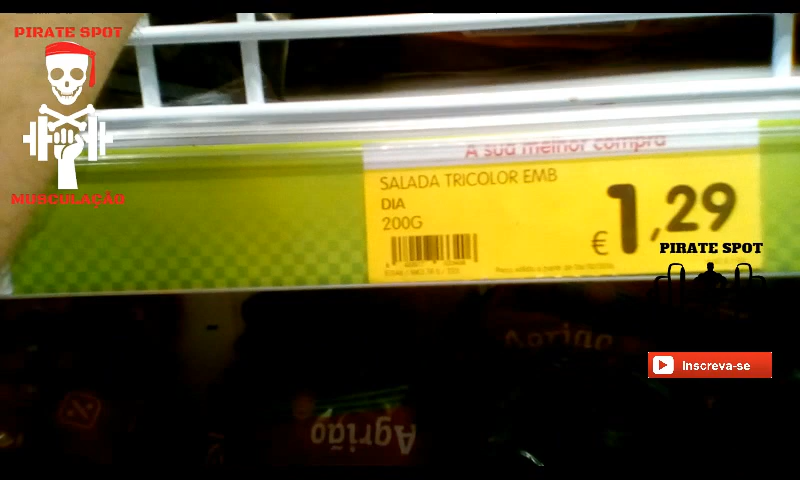 PIRATE SPOT
MUSCULAÇÃO
A sua melhor compra
SALADA TRICOLOR EMB
DIA
200G
€1,29
PIRATE SPOT
Inscreva-se
Agrião
Agrião